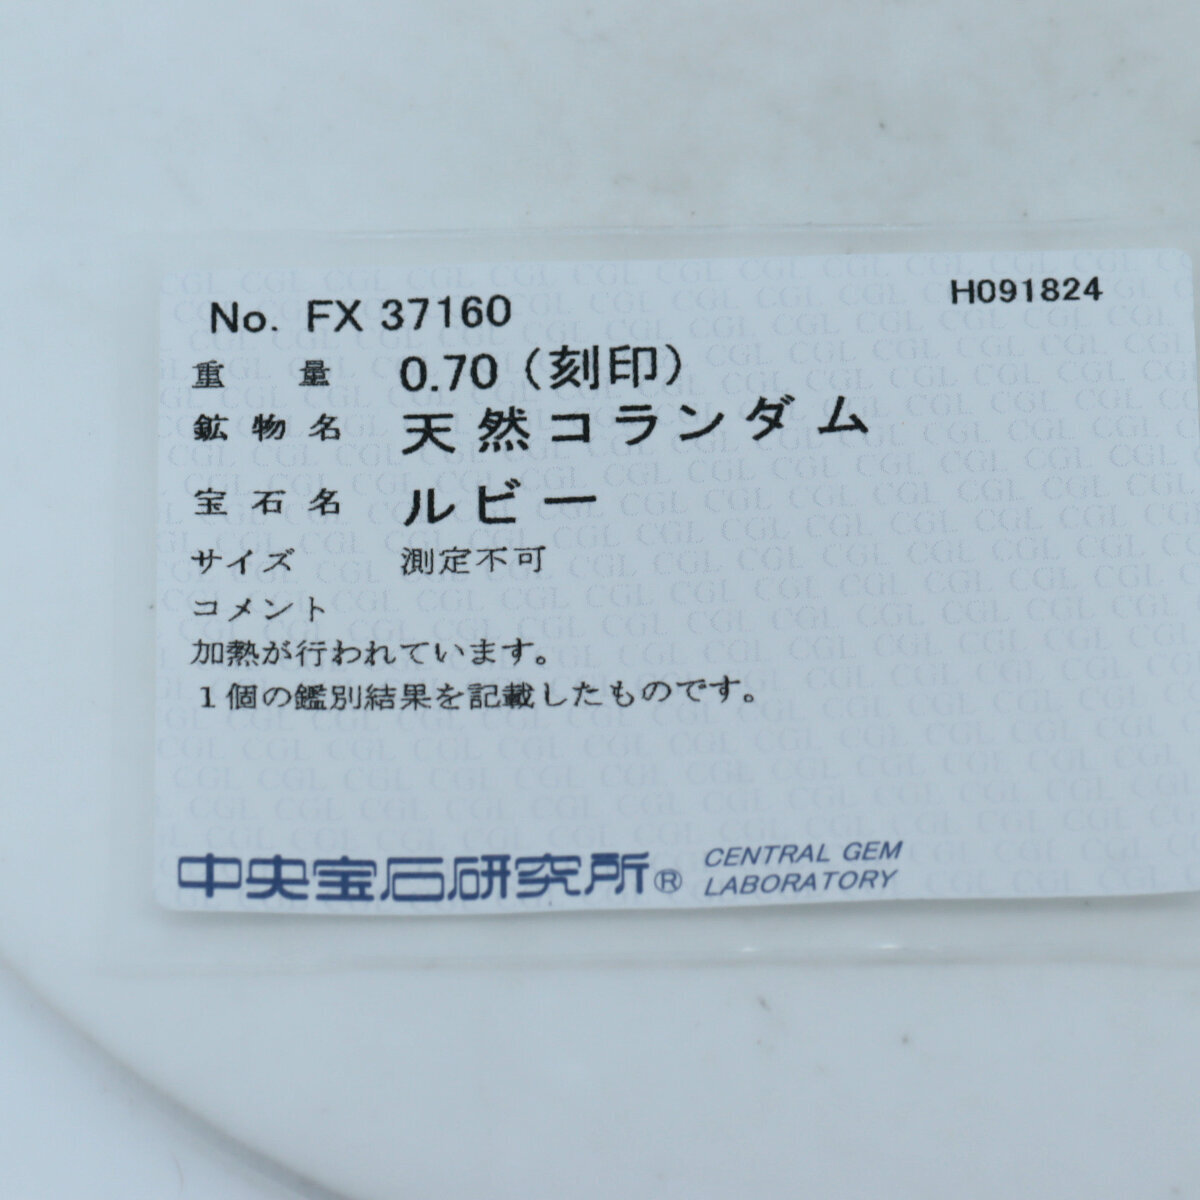 H091824
No. FX 37160
重量 0.70（刻印）
鉱物名 天然コランダム
宝石名 ルビー
サイズ 測定不可
コメント
加熱が行われています。
１個の鑑別結果を記載したものです。
中央宝石研究所® CENTRAL GEM
LABORATORY